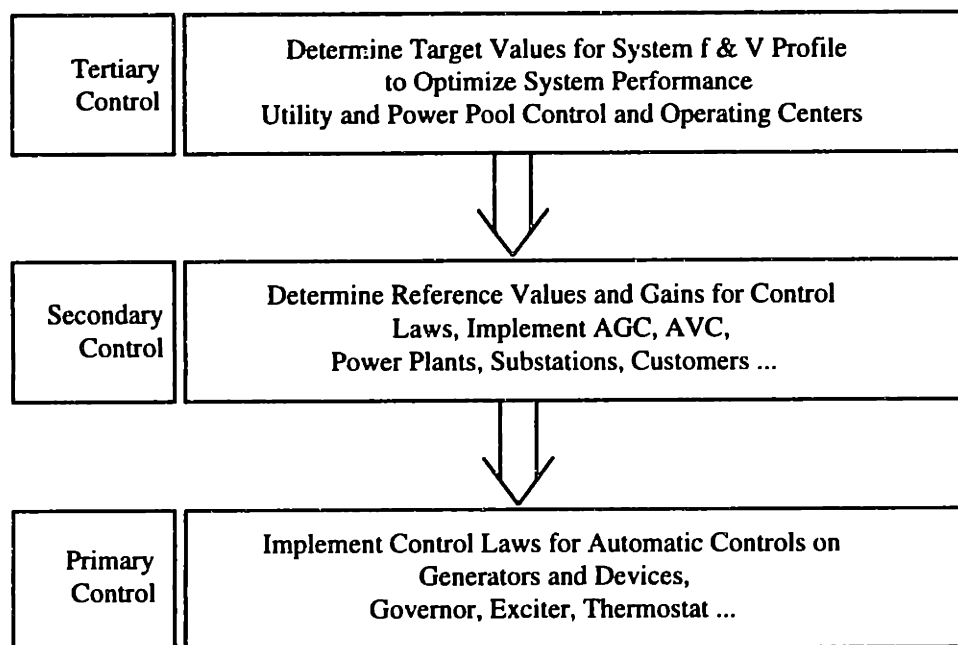 Tertiary
Control
Determine Target Values for System f & V Profile
to Optimize System Performance
Utility and Power Pool Control and Operating Centers
Secondary
Control
Determine Reference Values and Gains for Control
Laws, Implement AGC, AVC,
Power Plants, Substations, Customers ...
Primary
Control
Implement Control Laws for Automatic Controls on
Generators and Devices,
Governor, Exciter, Thermostat ...